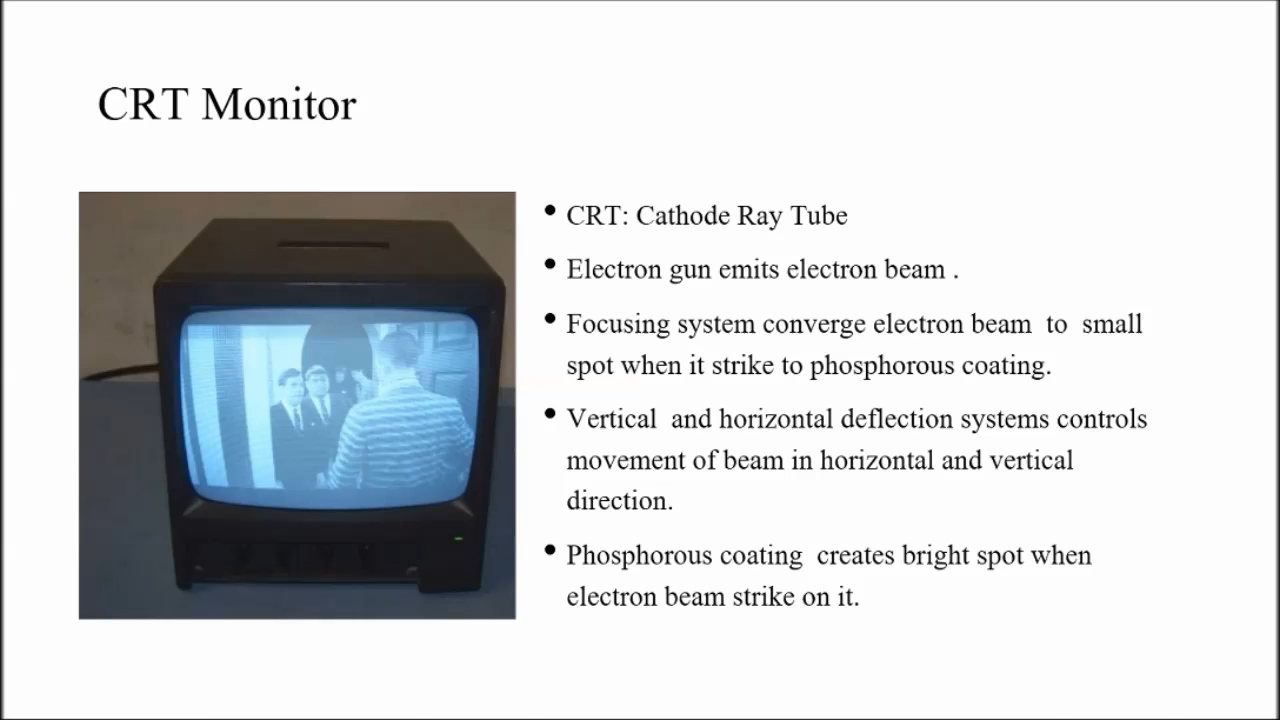 CRT Monitor
• CRT: Cathode Ray Tube
• Electron gun emits electron beam .
• Focusing system converge electron beam  to  small
spot when it strike to phosphorous coating.
• Vertical  and horizontal deflection systems controls
movement of beam in horizontal and vertical
direction.
• Phosphorous coating  creates bright spot when
electron beam strike on it.